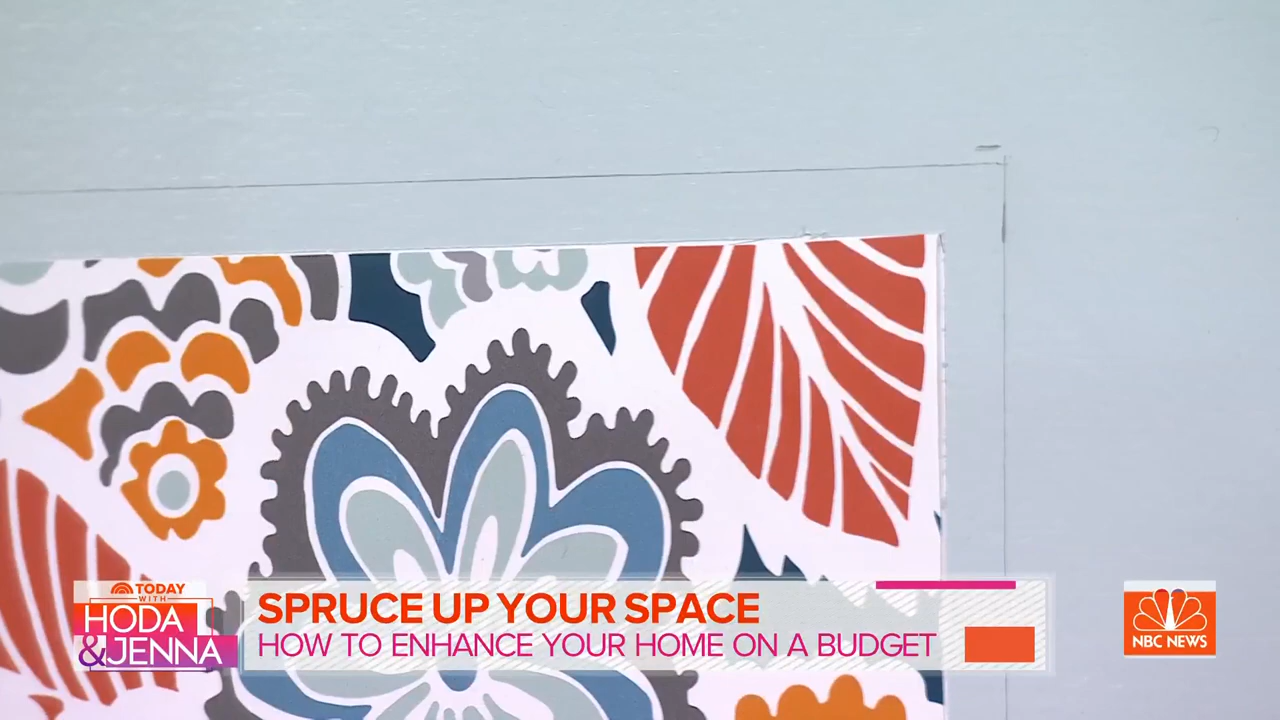 TODAY
WITH
HODA
&JENNA
SPRUCE UP YOUR SPACE
HOW TO ENHANCE YOUR HOME ON A BUDGET
NBC NEWS